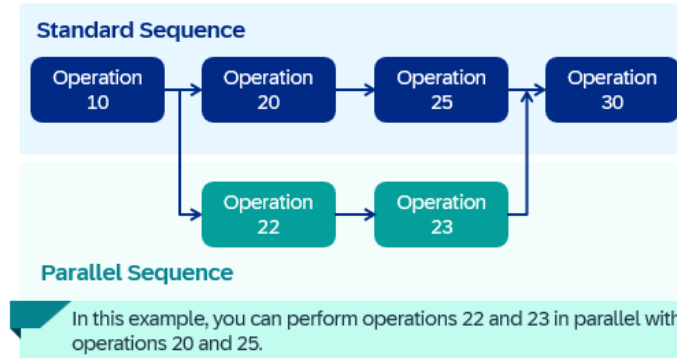 Standard Sequence
Operation
10
Operation
20
Operation
25
Operation
30
Operation
22
Operation
23
Parallel Sequence
In this example, you can perform operations 22 and 23 in parallel with
operations 20 and 25.